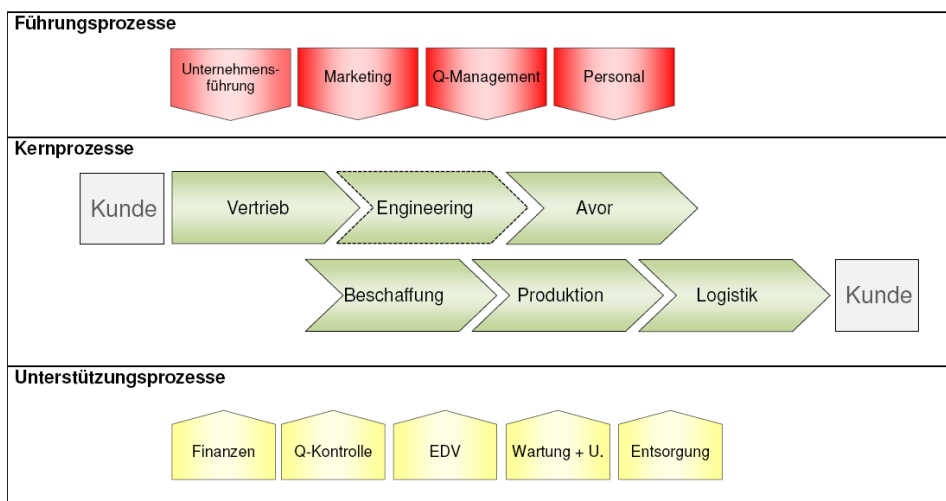 Führungsprozesse
Unternehmens-
führung
Marketing
Q-Management
Personal
Kernprozesse
Kunde
Vertrieb
Engineering
Avor
Beschaffung
Produktion
Logistik
Kunde
Unterstützungsprozesse
Finanzen
Q-Kontrolle
EDV
Wartung + U.
Entsorgung